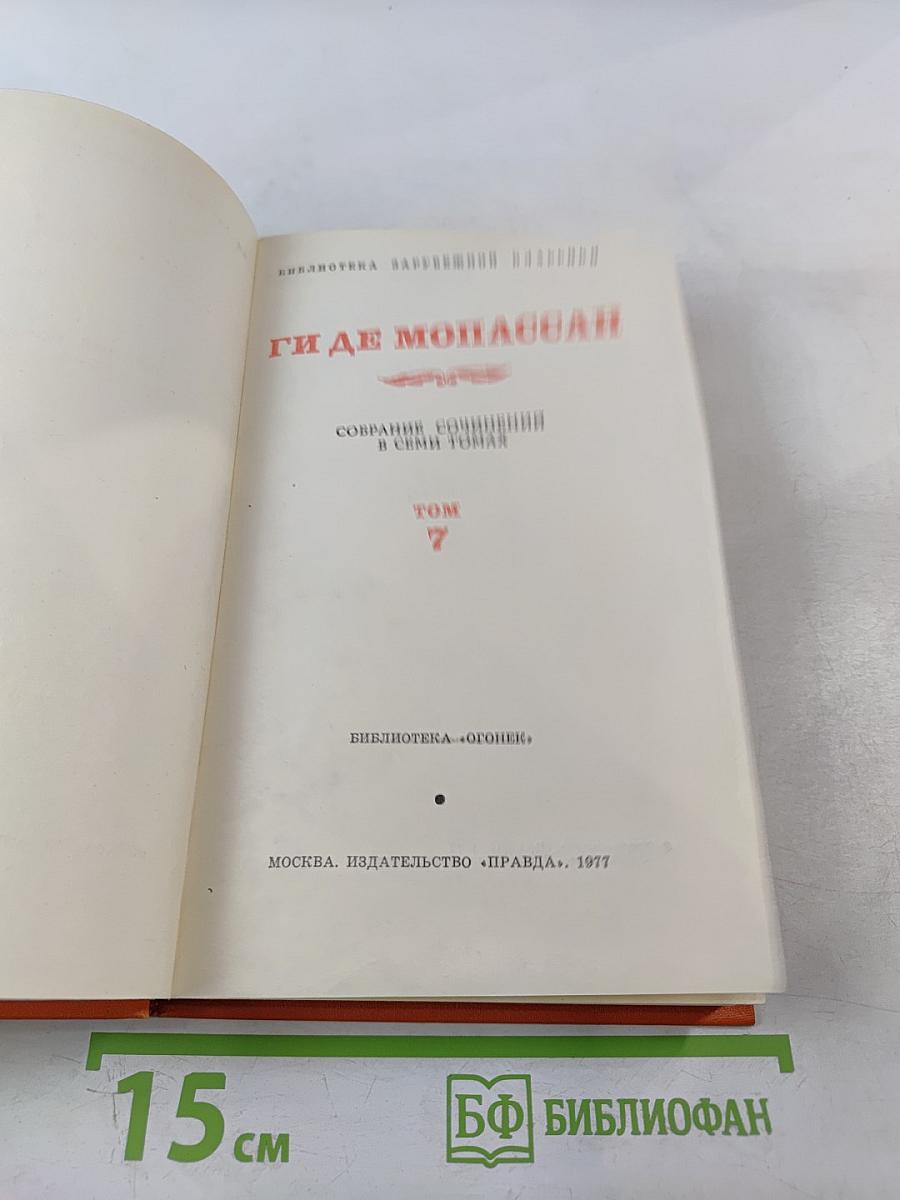 БИБЛИОТЕКА ЗАРУБЕЖНОЙ КЛАССИКИ
ГИ ДЕ МОПАССАН
СОБРАНИЕ СОЧИНЕНИЙ
В СЕМИ ТОМАХ
ТОМ
7
БИБЛИОТЕКА «ОГОНЕК»
МОСКВА. ИЗДАТЕЛЬСТВО «ПРАВДА». 1977
15 см
БФ БИБЛИОФАН